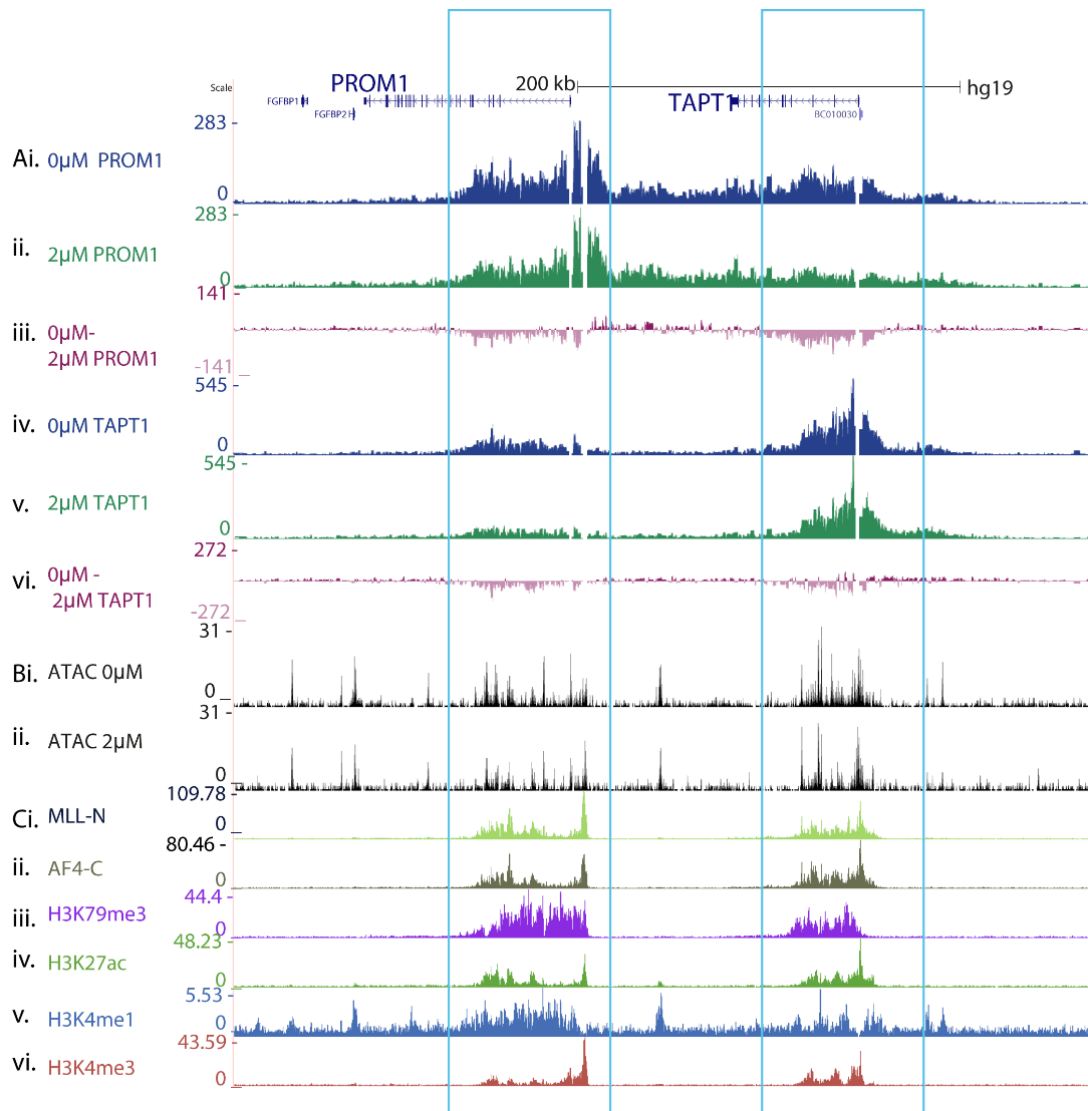 200 kb
hg19
Scale
PROM1
TAPT1
FGFBP1
FGFBP2
BC010030
283 -
Ai. 0µM PROM1
0
283 -
ii. 2µM PROM1
0
141 -
iii. 0µM-
2µM PROM1
-141 _
545 -
iv. 0µM TAPT1
0
545 -
v. 2µM TAPT1
0
272 -
vi. 0µM -
2µM TAPT1
-272 _
31 -
Bi. ATAC 0µM
0 _
31 -
ii. ATAC 2µM
0 _
109.78 -
Ci. MLL-N
0 _
80.46 -
ii. AF4-C
0
44.4 -
iii. H3K79me3
0
48.23 -
iv. H3K27ac
0
5.53 -
v. H3K4me1
0
43.59 -
vi. H3K4me3
0 _